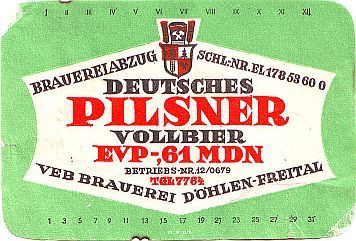 I II III IV V VI VII VIII IX X XI XII
BRAUEREIABZUG SCHL.-NR. EL 178 53 60 0
DEUTSCHES
PILSNER
VOLLBIER
EVP -,61 MDN
BETRIEBS-NR. 12/0679
TGL 7764
VEB BRAUEREI DÖHLEN-FREITAL
1 3 5 7 9 11 13 15 17 19 21 23 25 27 29 31